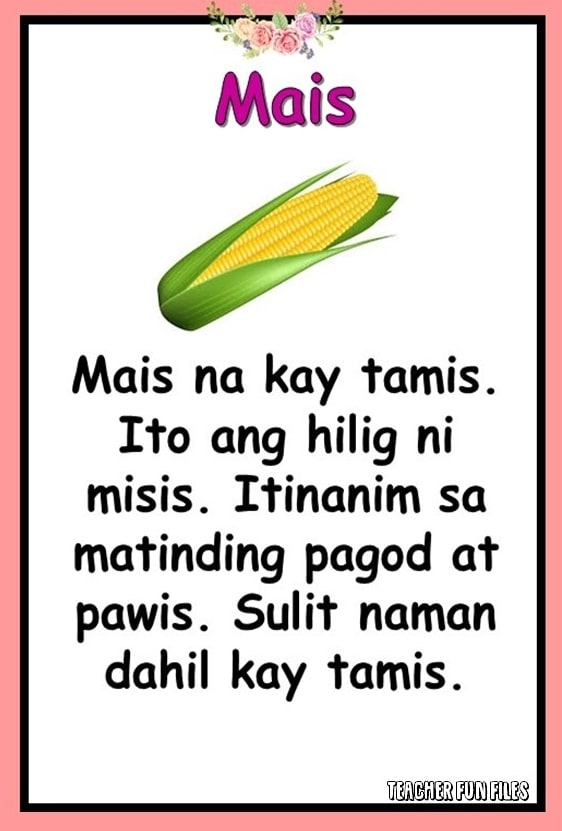 Mais
Mais na kay tamis.
Ito ang hilig ni
misis. Itinanim sa
matinding pagod at
pawis. Sulit naman
dahil kay tamis.
TEACHER FUN FILES